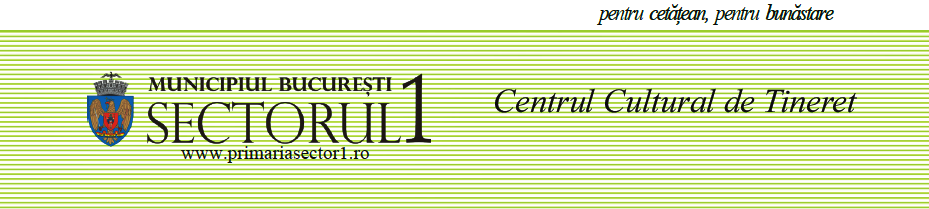 pentru cetățean, pentru bunăstare
MUNICIPIUL BUCUREȘTI
SECTORUL 1
www.primariasector1.ro
Centrul Cultural de Tineret